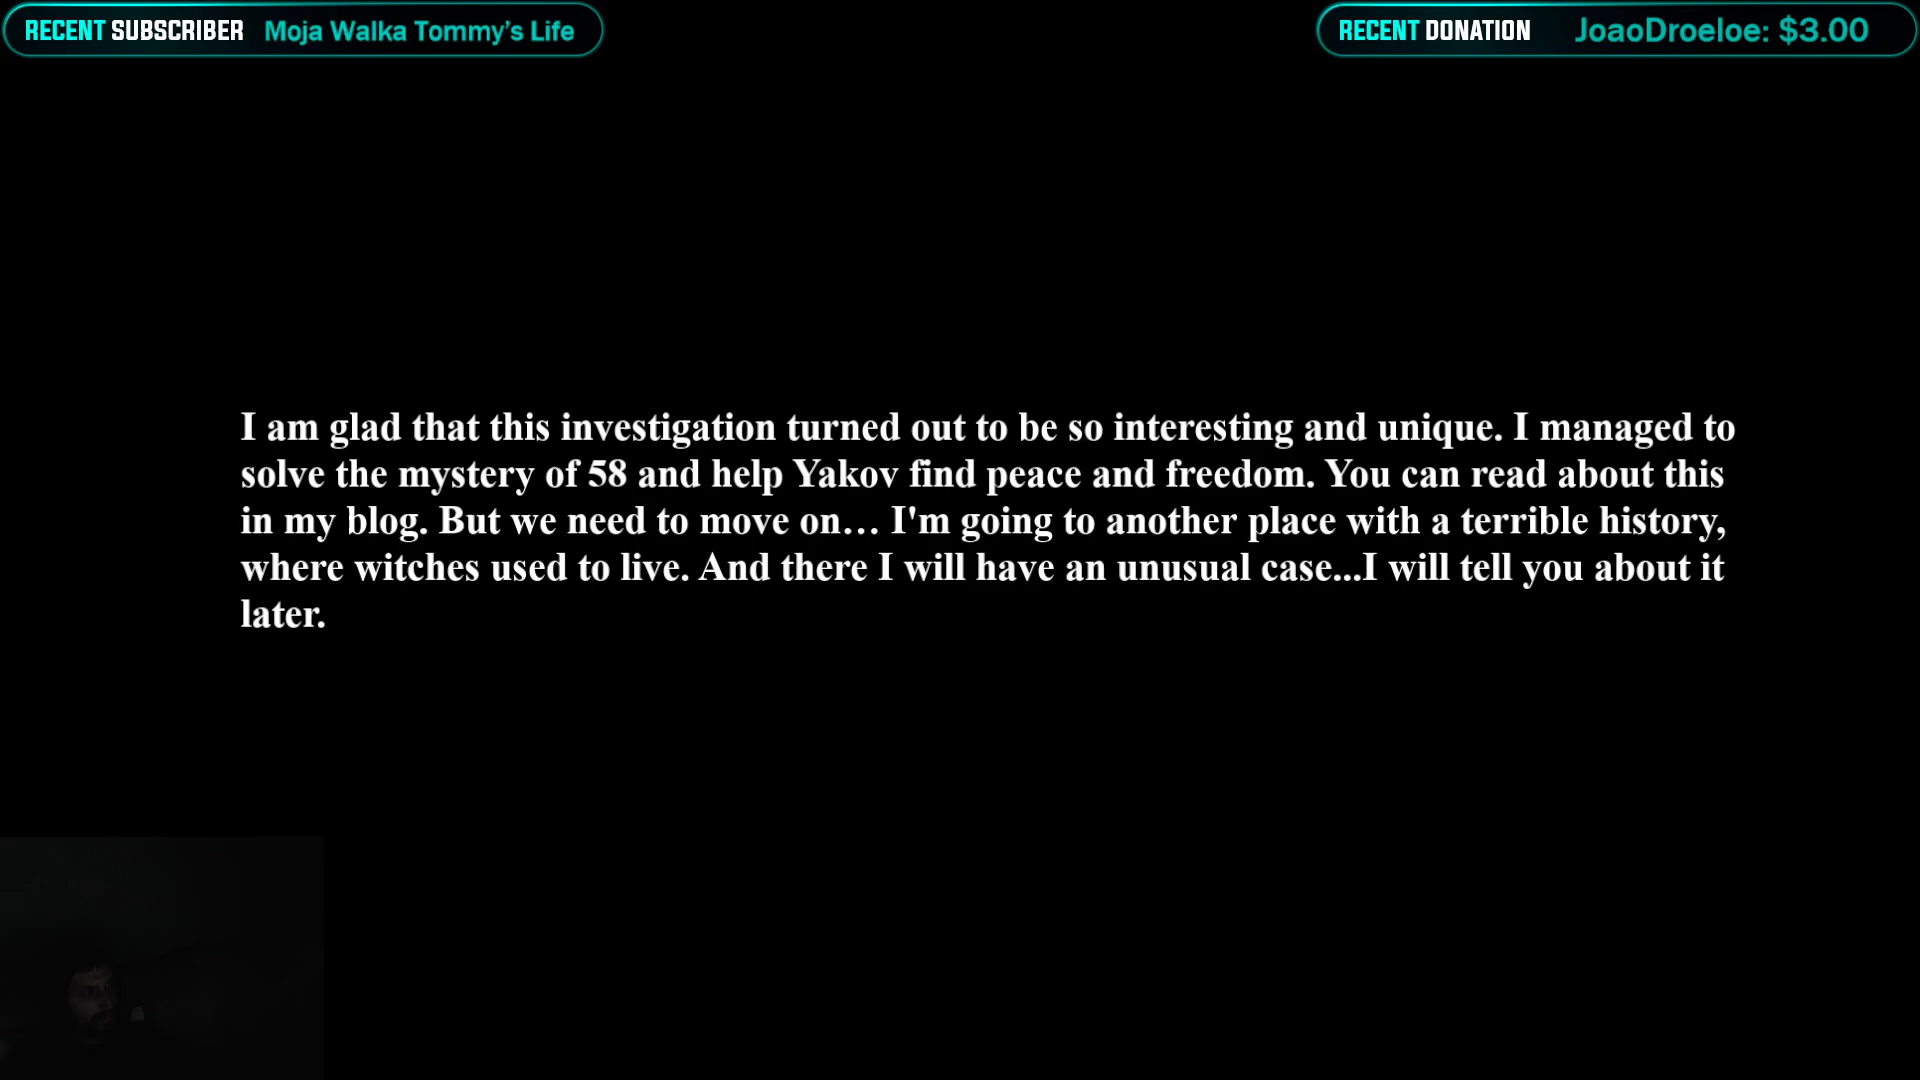 RECENT SUBSCRIBER Moja Walka Tommy's Life
RECENT DONATION JoaoDroeloe: $3.00
I am glad that this investigation turned out to be so interesting and unique. I managed to
solve the mystery of 58 and help Yakov find peace and freedom. You can read about this
in my blog. But we need to move on… I'm going to another place with a terrible history,
where witches used to live. And there I will have an unusual case...I will tell you about it
later.